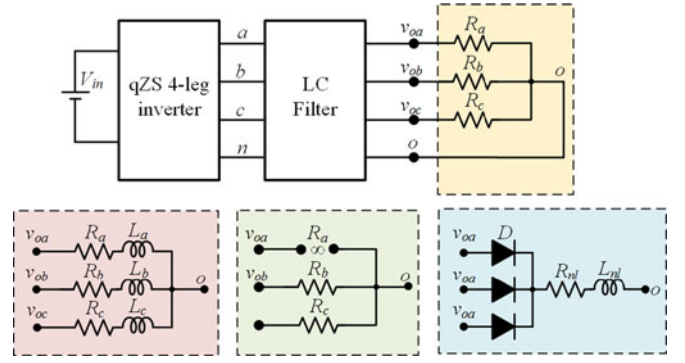 a
v_oa
R_a
V_in
qZS 4-leg
inverter
b
LC
Filter
v_ob
R_b
o
c
v_oc
R_c
n
o
v_oa
R_a
L_a
v_ob
R_b
L_b
o
v_oc
R_c
L_c
v_oa
R_a
∞
v_ob
R_b
o
R_c
D
v_oa
v_oa
R_nl
L_nl
o
v_oa